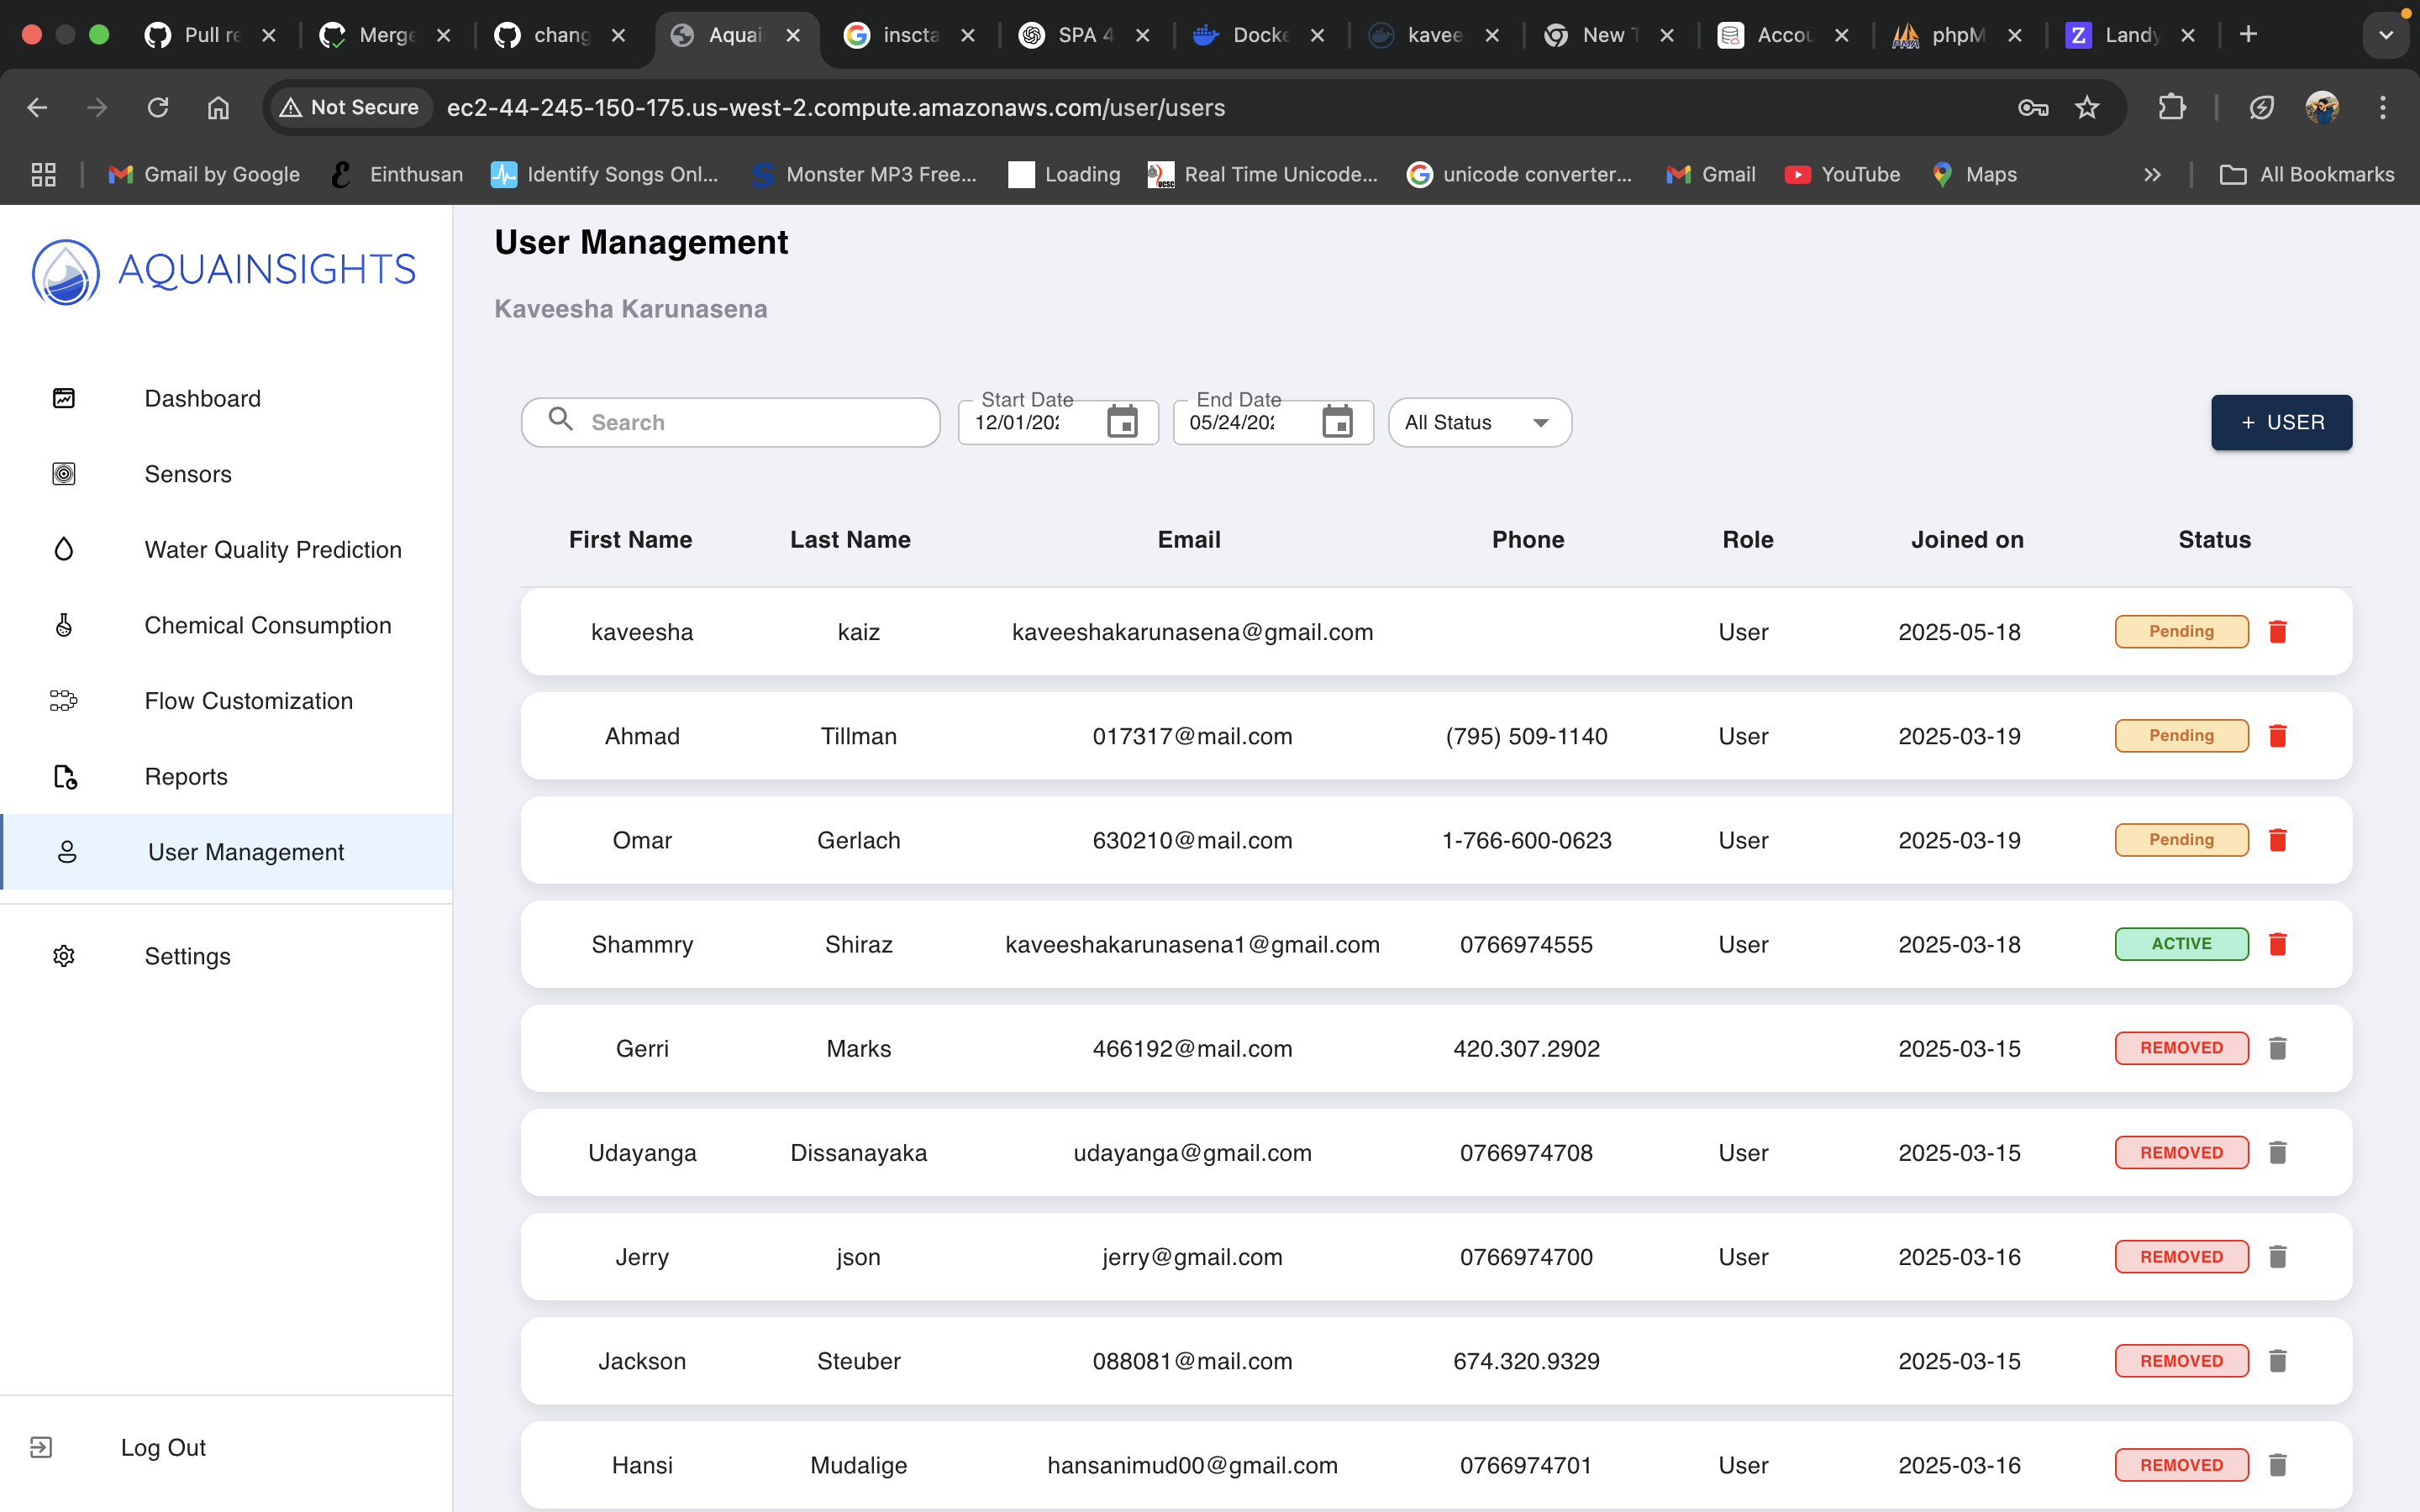 Pull re
Merge
chang
Aquai
inscta
SPA 4
Docke
kavee
New T
Accou
phpM
Landy
Not Secure
ec2-44-245-150-175.us-west-2.compute.amazonaws.com/user/users
Gmail by Google
Einthusan
Identify Songs Onl...
Monster MP3 Free...
Loading
Real Time Unicode...
unicode converter...
Gmail
YouTube
Maps
All Bookmarks
AQUAINSIGHTS
Dashboard
Sensors
Water Quality Prediction
Chemical Consumption
Flow Customization
Reports
User Management
Settings
Log Out
User Management
Kaveesha Karunasena
Search
Start Date
12/01/202
End Date
05/24/202
All Status
+ USER
First Name Last Name Email Phone Role Joined on Status
kaveesha kaiz kaveeshakarunasena@gmail.com User 2025-05-18 Pending
Ahmad Tillman 017317@mail.com (795) 509-1140 User 2025-03-19 Pending
Omar Gerlach 630210@mail.com 1-766-600-0623 User 2025-03-19 Pending
Shammry Shiraz kaveeshakarunasena1@gmail.com 0766974555 User 2025-03-18 ACTIVE
Gerri Marks 466192@mail.com 420.307.2902 2025-03-15 REMOVED
Udayanga Dissanayaka udayanga@gmail.com 0766974708 User 2025-03-15 REMOVED
Jerry json jerry@gmail.com 0766974700 User 2025-03-16 REMOVED
Jackson Steuber 088081@mail.com 674.320.9329 2025-03-15 REMOVED
Hansi Mudalige hansanimud00@gmail.com 0766974701 User 2025-03-16 REMOVED